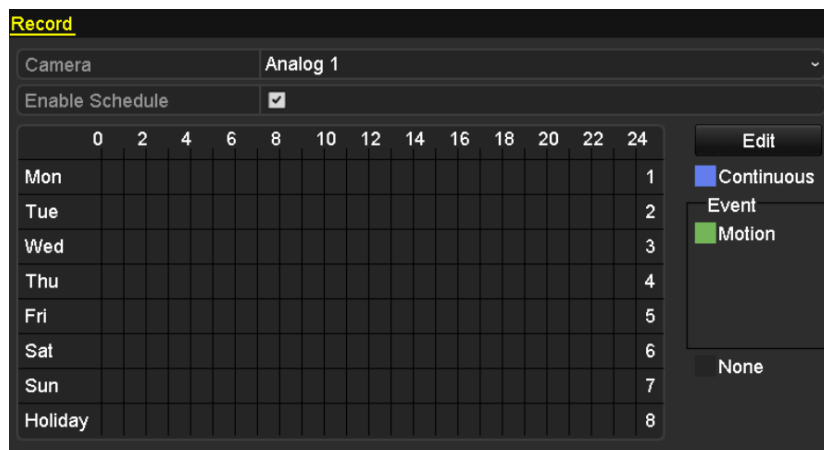 Record
Camera Analog 1
Enable Schedule
0 2 4 6 8 10 12 14 16 18 20 22 24
Mon 1
Tue 2
Wed 3
Thu 4
Fri 5
Sat 6
Sun 7
Holiday 8
Edit
Continuous
Event
Motion
None